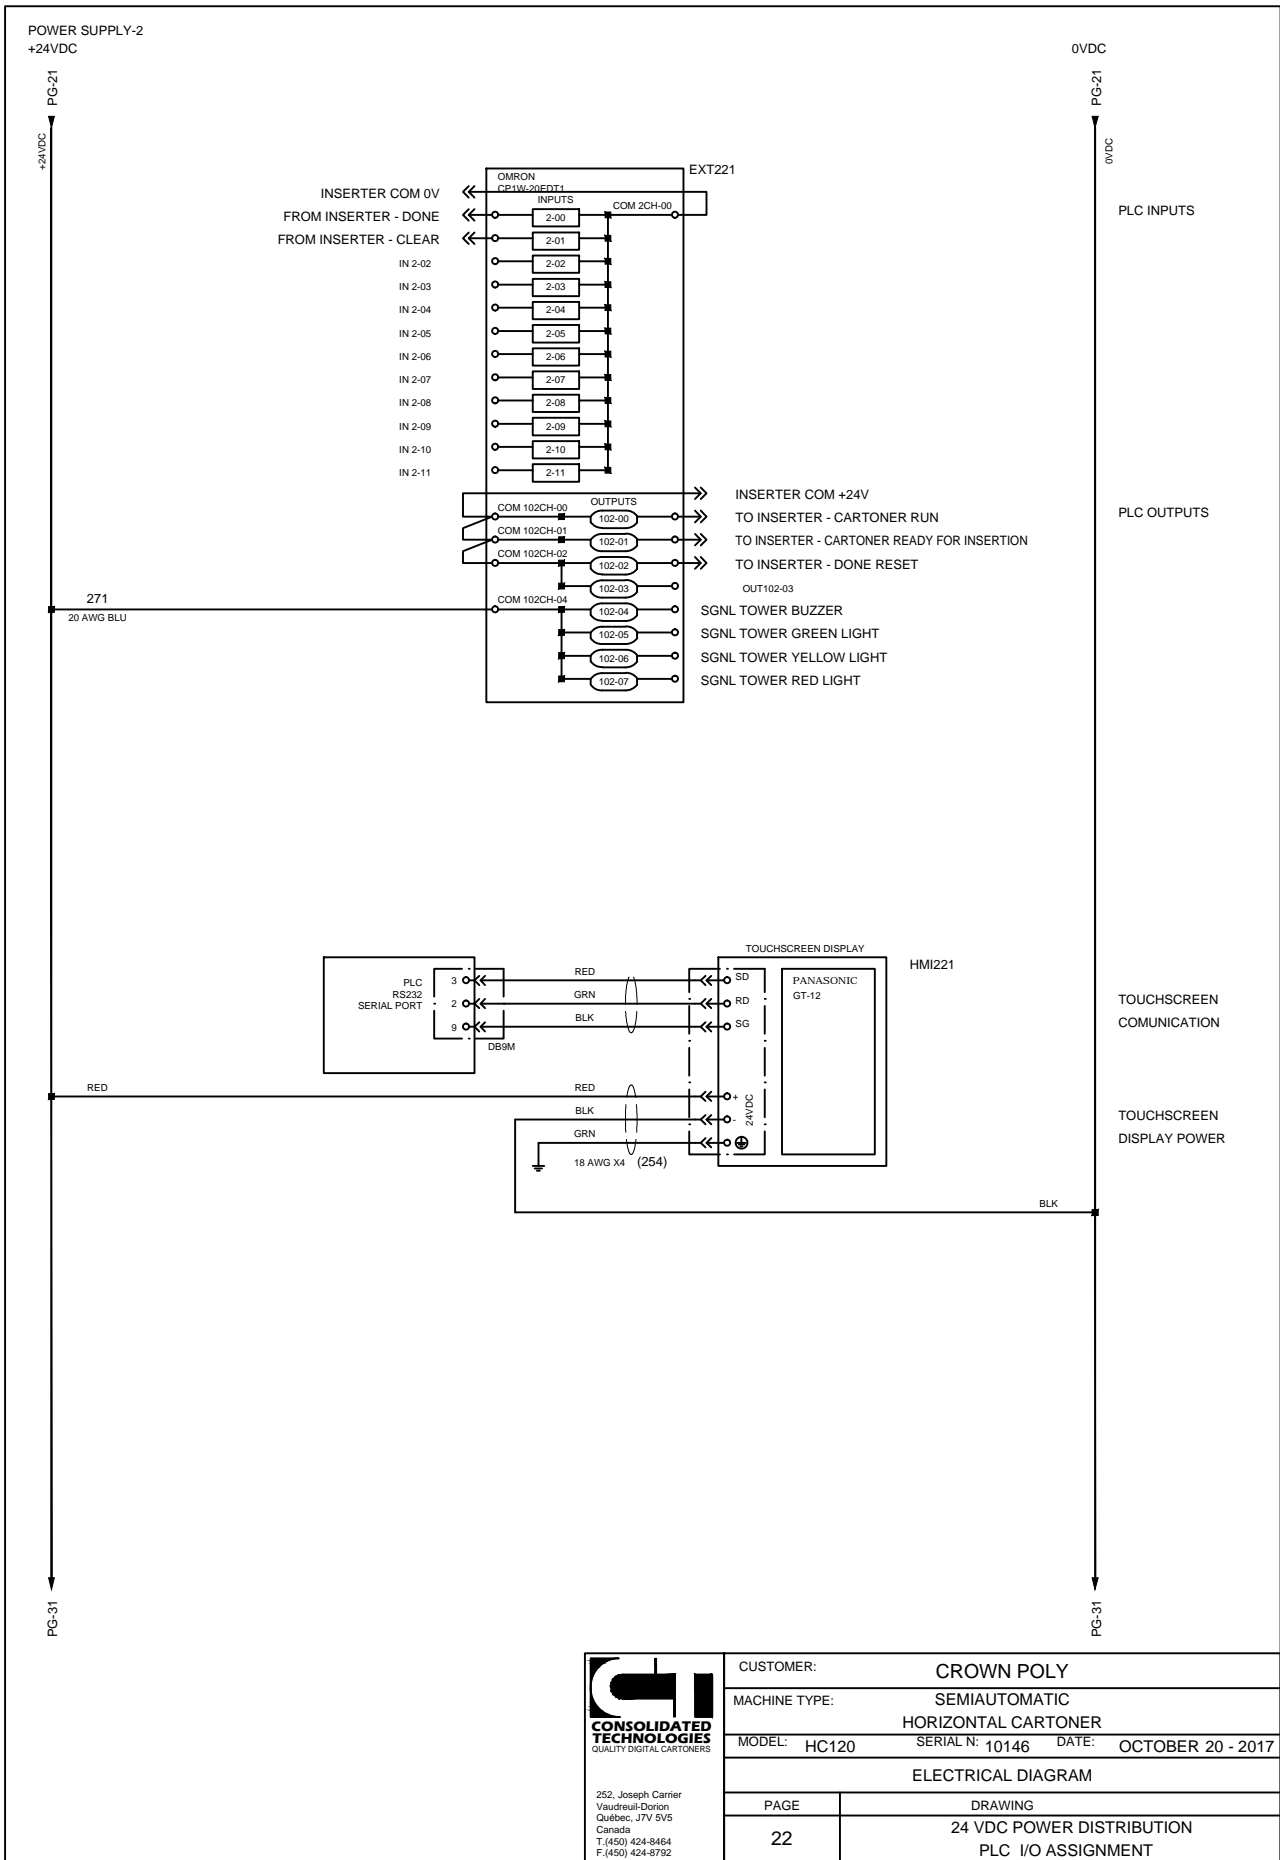 POWER SUPPLY-2
+24VDC
0VDC
PG-21
PG-21
+24VDC
0VDC
EXT221
OMRON
CP1W-20EDT1
INPUTS
COM 2CH-00
INSERTER COM 0V
FROM INSERTER - DONE
2-00
PLC INPUTS
FROM INSERTER - CLEAR
2-01
IN 2-02
2-02
IN 2-03
2-03
IN 2-04
2-04
IN 2-05
2-05
IN 2-06
2-06
IN 2-07
2-07
IN 2-08
2-08
IN 2-09
2-09
IN 2-10
2-10
IN 2-11
2-11
OUTPUTS
INSERTER COM +24V
COM 102CH-00
102-00
TO INSERTER - CARTONER RUN
PLC OUTPUTS
COM 102CH-01
102-01
TO INSERTER - CARTONER READY FOR INSERTION
COM 102CH-02
102-02
TO INSERTER - DONE RESET
102-03
OUT102-03
271
20 AWG BLU
COM 102CH-04
102-04
SGNL TOWER BUZZER
102-05
SGNL TOWER GREEN LIGHT
102-06
SGNL TOWER YELLOW LIGHT
102-07
SGNL TOWER RED LIGHT
TOUCHSCREEN DISPLAY
HMI221
PLC
RS232
SERIAL PORT
3
2
9
DB9M
RED
GRN
BLK
SD
RD
SG
PANASONIC
GT-12
TOUCHSCREEN
COMUNICATION
RED
RED
BLK
GRN
18 AWG X4 (254)
+
-
24VDC
TOUCHSCREEN
DISPLAY POWER
BLK
PG-31
PG-31
CT
CONSOLIDATED
TECHNOLOGIES
QUALITY DIGITAL CARTONERS
252, Joseph Carrier
Vaudreuil-Dorion
Québec, J7V 5V5
Canada
T.(450) 424-8464
F.(450) 424-8792
CUSTOMER: CROWN POLY
MACHINE TYPE: SEMIAUTOMATIC
HORIZONTAL CARTONER
MODEL: HC120 SERIAL N: 10146 DATE: OCTOBER 20 - 2017
ELECTRICAL DIAGRAM
PAGE DRAWING
22
24 VDC POWER DISTRIBUTION
PLC I/O ASSIGNMENT